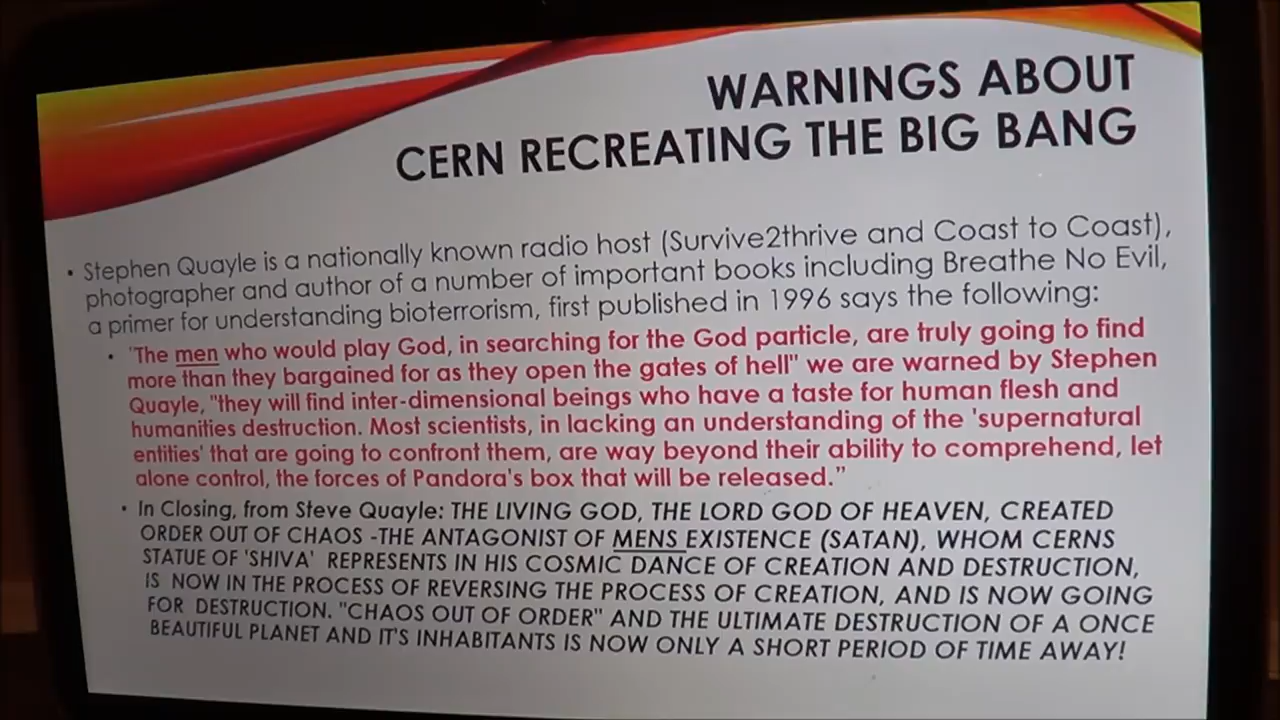 WARNINGS ABOUT
CERN RECREATING THE BIG BANG
• Stephen Quayle is a nationally known radio host (Survive2thrive and Coast to Coast),
photographer and author of a number of important books including Breathe No Evil,
a primer for understanding bioterrorism, first published in 1996 says the following:
• "The men who would play God, in searching for the God particle, are truly going to find
more than they bargained for as they open the gates of hell" we are warned by Stephen
Quayle, "they will find inter-dimensional beings who have a taste for human flesh and
humanities destruction. Most scientists, in lacking an understanding of the 'supernatural
entities' that are going to confront them, are way beyond their ability to comprehend, let
alone control, the forces of Pandora's box that will be released.”
• In Closing, from Steve Quayle: THE LIVING GOD, THE LORD GOD OF HEAVEN, CREATED
ORDER OUT OF CHAOS -THE ANTAGONIST OF MENS EXISTENCE (SATAN), WHOM CERNS
STATUE OF 'SHIVA' REPRESENTS IN HIS COSMIC DANCE OF CREATION AND DESTRUCTION,
IS NOW IN THE PROCESS OF REVERSING THE PROCESS OF CREATION, AND IS NOW GOING
FOR DESTRUCTION. "CHAOS OUT OF ORDER" AND THE ULTIMATE DESTRUCTION OF A ONCE
BEAUTIFUL PLANET AND IT'S INHABITANTS IS NOW ONLY A SHORT PERIOD OF TIME AWAY!